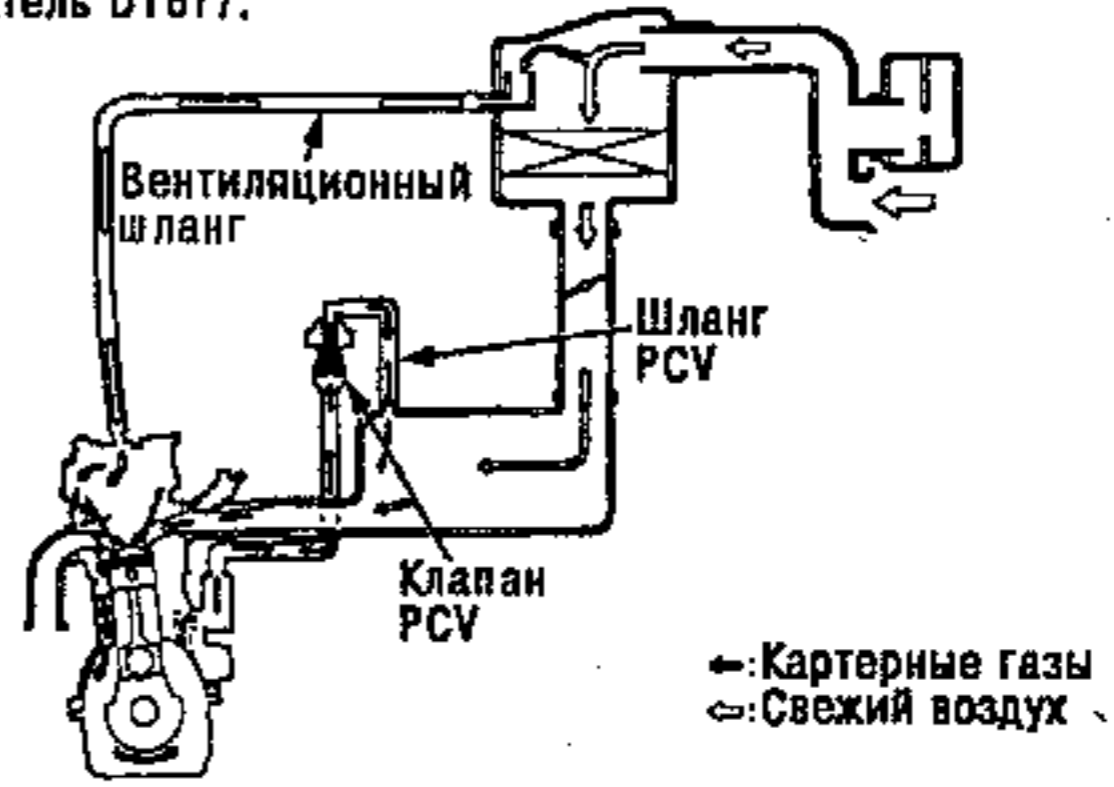 Вентиляционный
шланг
Шланг
PCV
Клапан
PCV
:Картерные газы
:Свежий воздух